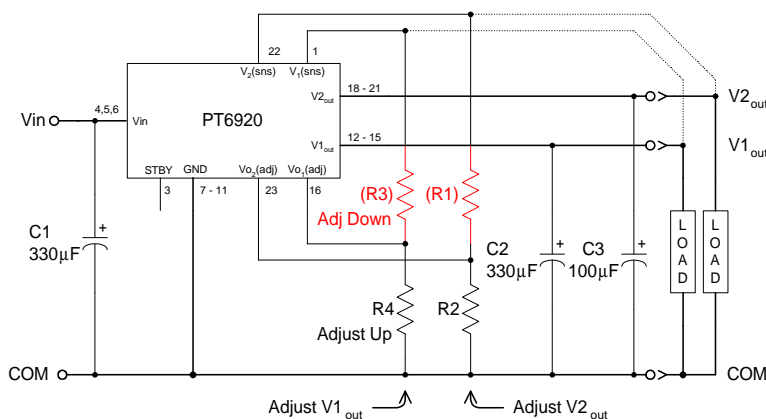 22
1
V2(sns)
V1(sns)
18 - 21
V2out
V2out
4,5,6
Vin
Vin
PT6920
12 - 15
V1out
V1out
STBY
GND
Vo2(adj)
Vo1(adj)
3
7 - 11
23
16
(R3)
(R1)
Adj Down
C1
+
330µF
C2
+
330µF
C3
+
100µF
LOAD
LOAD
R4
R2
Adjust Up
COM
COM
Adjust V1out
Adjust V2out